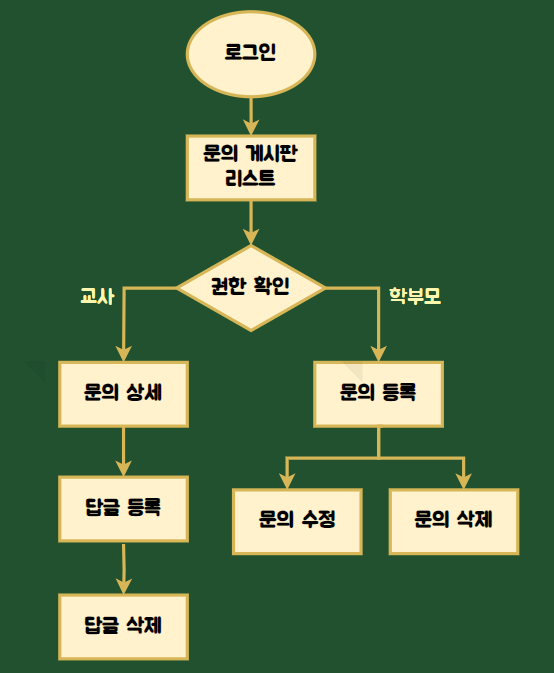 로그인
문의 게시판
리스트
권한 확인
교사
학부모
문의 상세
문의 등록
답글 등록
문의 수정
문의 삭제
답글 삭제